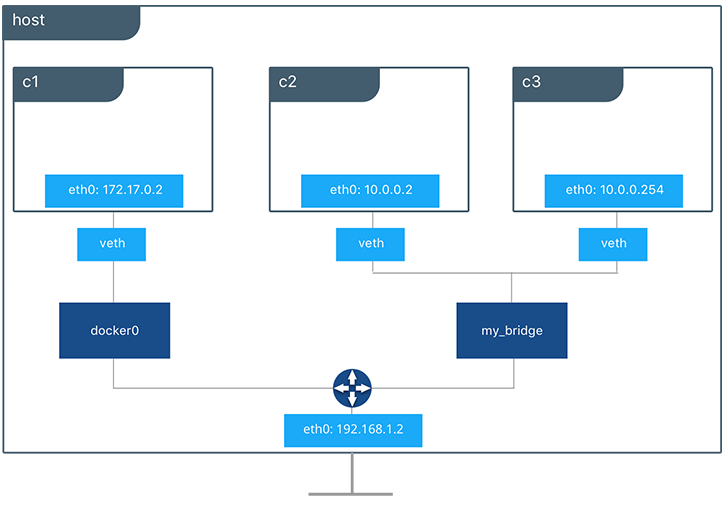 host
c1
c2
c3
eth0: 172.17.0.2
eth0: 10.0.0.2
eth0: 10.0.0.254
veth
veth
veth
docker0
my_bridge
eth0: 192.168.1.2